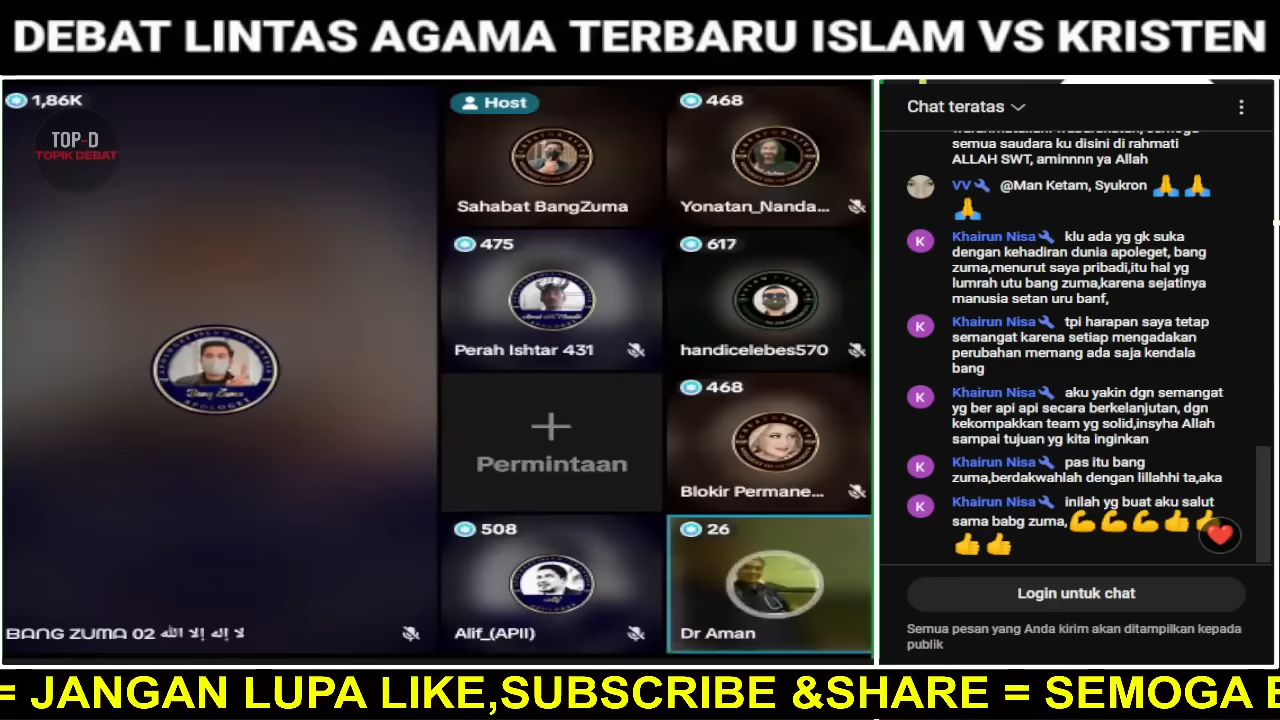 DEBAT LINTAS AGAMA TERBARU ISLAM VS KRISTEN
1,86K
TOP-D
TOPIK DEBAT
Bang Zuma
APOLOGET
BANG ZUMA 02 لا إله إلا الله
Host
Sahabat BangZuma
468
Yonatan_Nanda...
475
Perah Ishtar 431
617
handicelebes570
+
Permintaan
468
Blokir Permane...
508
Alif_(APII)
26
Dr Aman
Chat teratas
semua saudara ku disini di rahmati
ALLAH SWT, aminnnn ya Allah
VV @Man Ketam, Syukron 🙏🙏
🙏
K
Khairun Nisa klu ada yg gk suka
dengan kehadiran dunia apoleget, bang
zuma,menurut saya pribadi,itu hal yg
lumrah utu bang zuma,karena sejatinya
manusia setan uru banf,
K
Khairun Nisa tpi harapan saya tetap
semangat karena setiap mengadakan
perubahan memang ada saja kendala
bang
K
Khairun Nisa aku yakin dgn semangat
yg ber api api secara berkelanjutan, dgn
kekompakkan team yg solid,insyha Allah
sampai tujuan yg kita inginkan
K
Khairun Nisa pas itu bang
zuma,berdakwahlah dengan lillahhi ta,aka
K
Khairun Nisa inilah yg buat aku salut
sama babg zuma,💪💪💪👍👍
👍👍
Login untuk chat
Semua pesan yang Anda kirim akan ditampilkan kepada
publik
= JANGAN LUPA LIKE,SUBSCRIBE &SHARE = SEMOGA